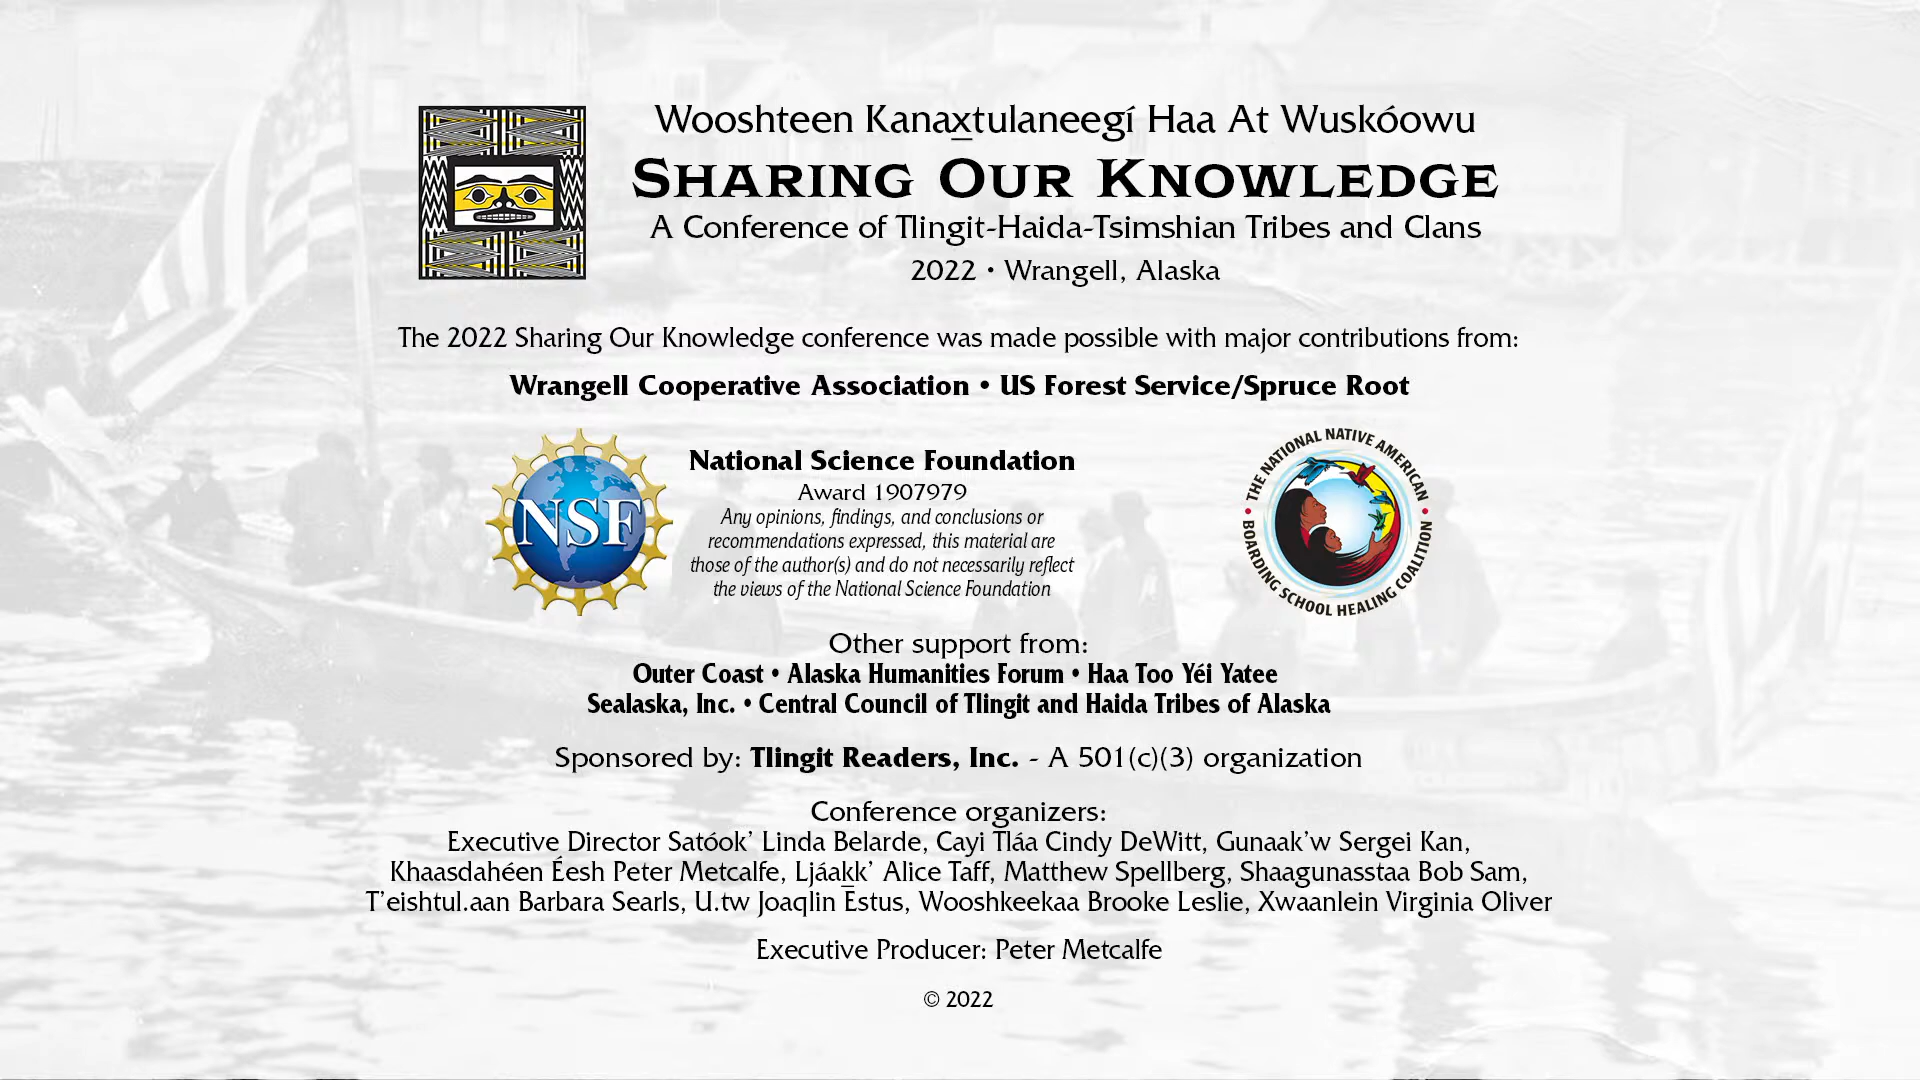 Wooshteen Kanax̲tulaneegí Haa At Wuskóowu
Sharing Our Knowledge
A Conference of Tlingit-Haida-Tsimshian Tribes and Clans
2022 • Wrangell, Alaska
The 2022 Sharing Our Knowledge conference was made possible with major contributions from:
Wrangell Cooperative Association • US Forest Service/Spruce Root
NSF
National Science Foundation
Award 1907979
Any opinions, findings, and conclusions or
recommendations expressed, this material are
those of the author(s) and do not necessarily reflect
the views of the National Science Foundation
THE NATIONAL NATIVE AMERICAN
• BOARDING SCHOOL HEALING COALITION •
Other support from:
Outer Coast • Alaska Humanities Forum • Haa Too Yéi Yatee
Sealaska, Inc. • Central Council of Tlingit and Haida Tribes of Alaska
Sponsored by: Tlingit Readers, Inc. - A 501(c)(3) organization
Conference organizers:
Executive Director Satóok’ Linda Belarde, Cayi Tláa Cindy DeWitt, Gunaak’w Sergei Kan,
Khaasdahéen Éesh Peter Metcalfe, Ljáak̲k’ Alice Taff, Matthew Spellberg, Shaagunasstaa Bob Sam,
T’eishtul.aan Barbara Searls, U.tw Joaqlin Estus, Wooshkeekaa Brooke Leslie, Xwaanlein Virginia Oliver
Executive Producer: Peter Metcalfe
© 2022